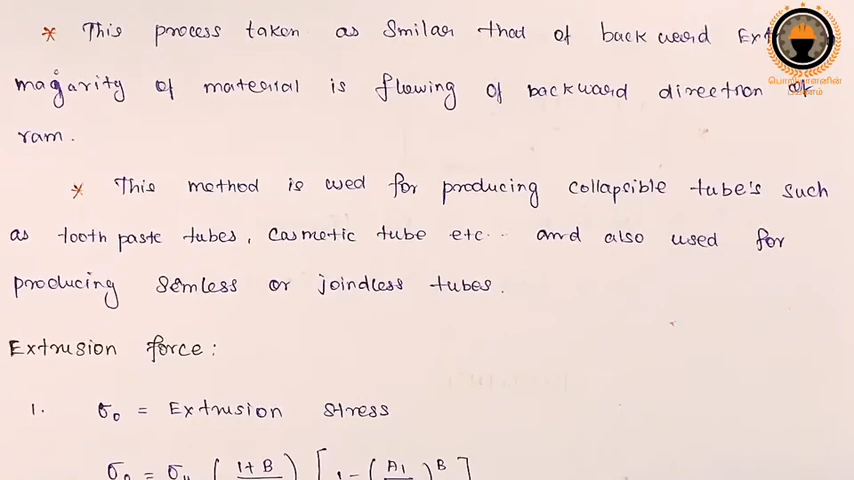 * This process taken as Smilar that of back ward
magarity of material is flowing of backward direction of
ram.
* This method is used for producing collapsible tube's such
as tooth paste tubes, Cosmetic tube etc.. and also used for
producing Semless or joindless tubes.
Extrusion force:
1. σ₀ = Extrusion stress